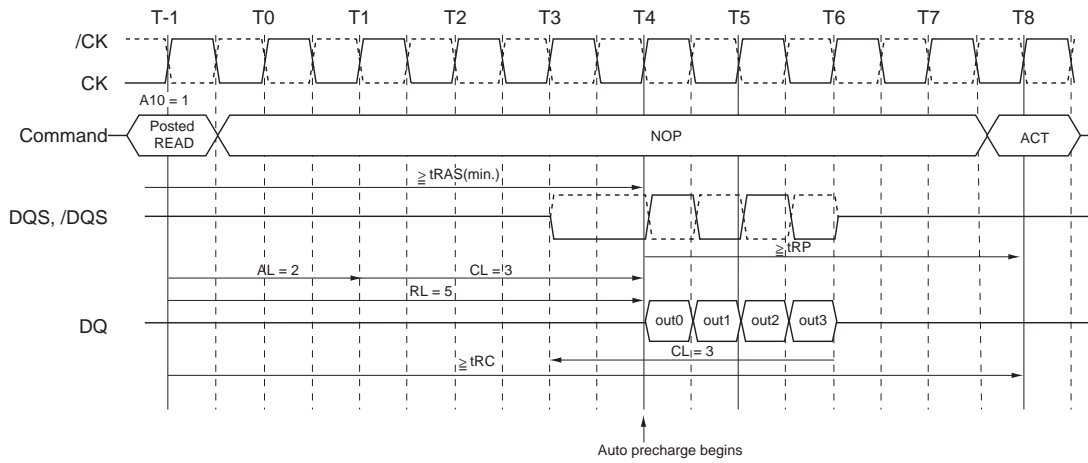 T-1 T0 T1 T2 T3 T4 T5 T6 T7 T8
/CK
CK
A10 = 1
Command
Posted
READ
NOP
ACT
≧ tRAS(min.)
DQS, /DQS
≧ tRP
AL = 2
CL = 3
RL = 5
DQ
out0 out1 out2 out3
CL = 3
≧ tRC
Auto precharge begins